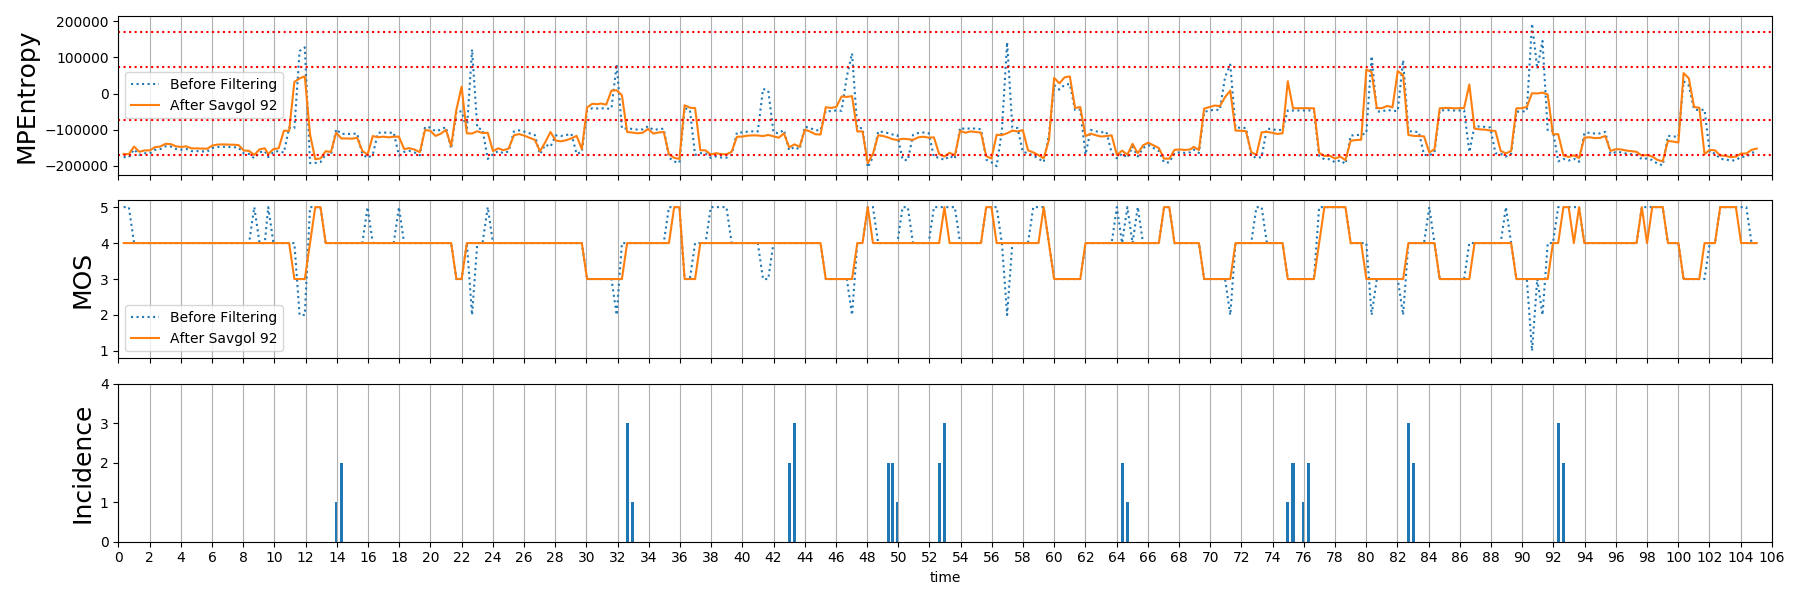 MPEntropy
200000
100000
0
−100000
−200000
Before Filtering
After Savgol 92
MOS
5
4
3
2
1
Before Filtering
After Savgol 92
Incidence
4
3
2
1
0
0 2 4 6 8 10 12 14 16 18 20 22 24 26 28 30 32 34 36 38 40 42 44 46 48 50 52 54 56 58 60 62 64 66 68 70 72 74 76 78 80 82 84 86 88 90 92 94 96 98 100 102 104 106
time